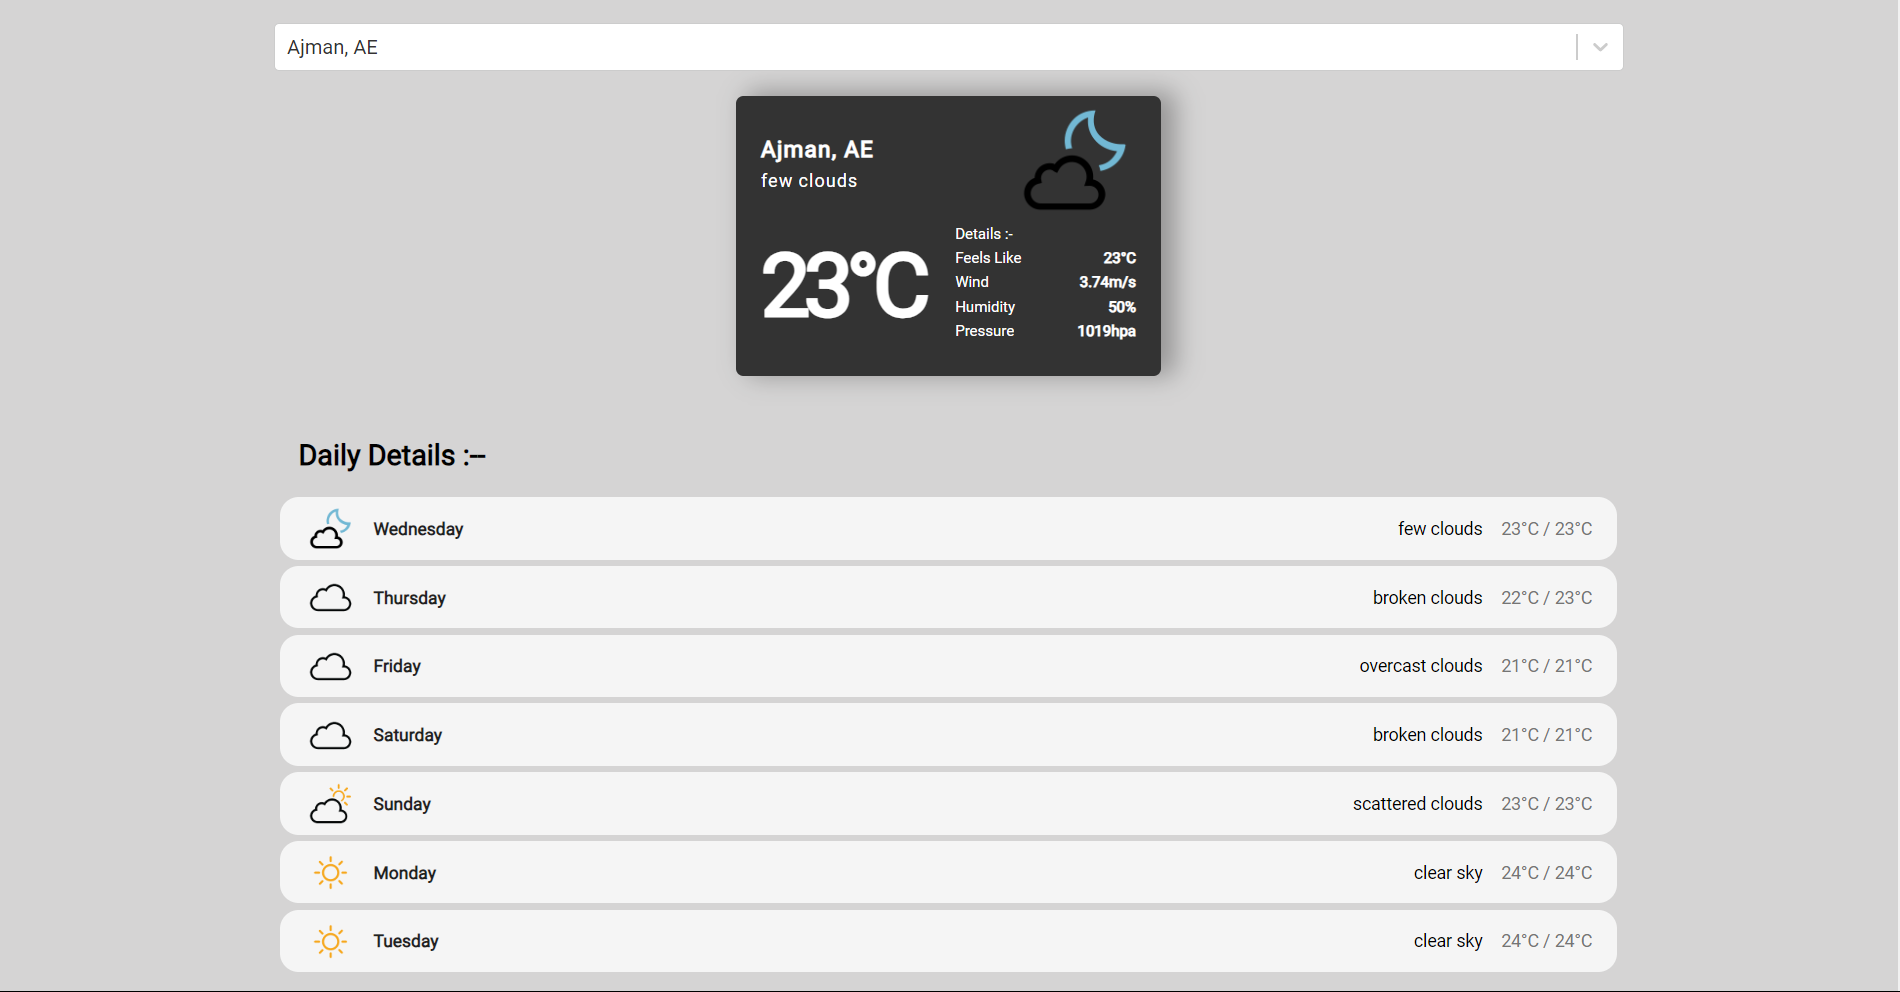 Ajman, AE
Ajman, AE
few clouds
23°C
Details :-
Feels Like 23°C
Wind 3.74m/s
Humidity 50%
Pressure 1019hpa
Daily Details :--
Wednesday few clouds 23°C / 23°C
Thursday broken clouds 22°C / 23°C
Friday overcast clouds 21°C / 21°C
Saturday broken clouds 21°C / 21°C
Sunday scattered clouds 23°C / 23°C
Monday clear sky 24°C / 24°C
Tuesday clear sky 24°C / 24°C